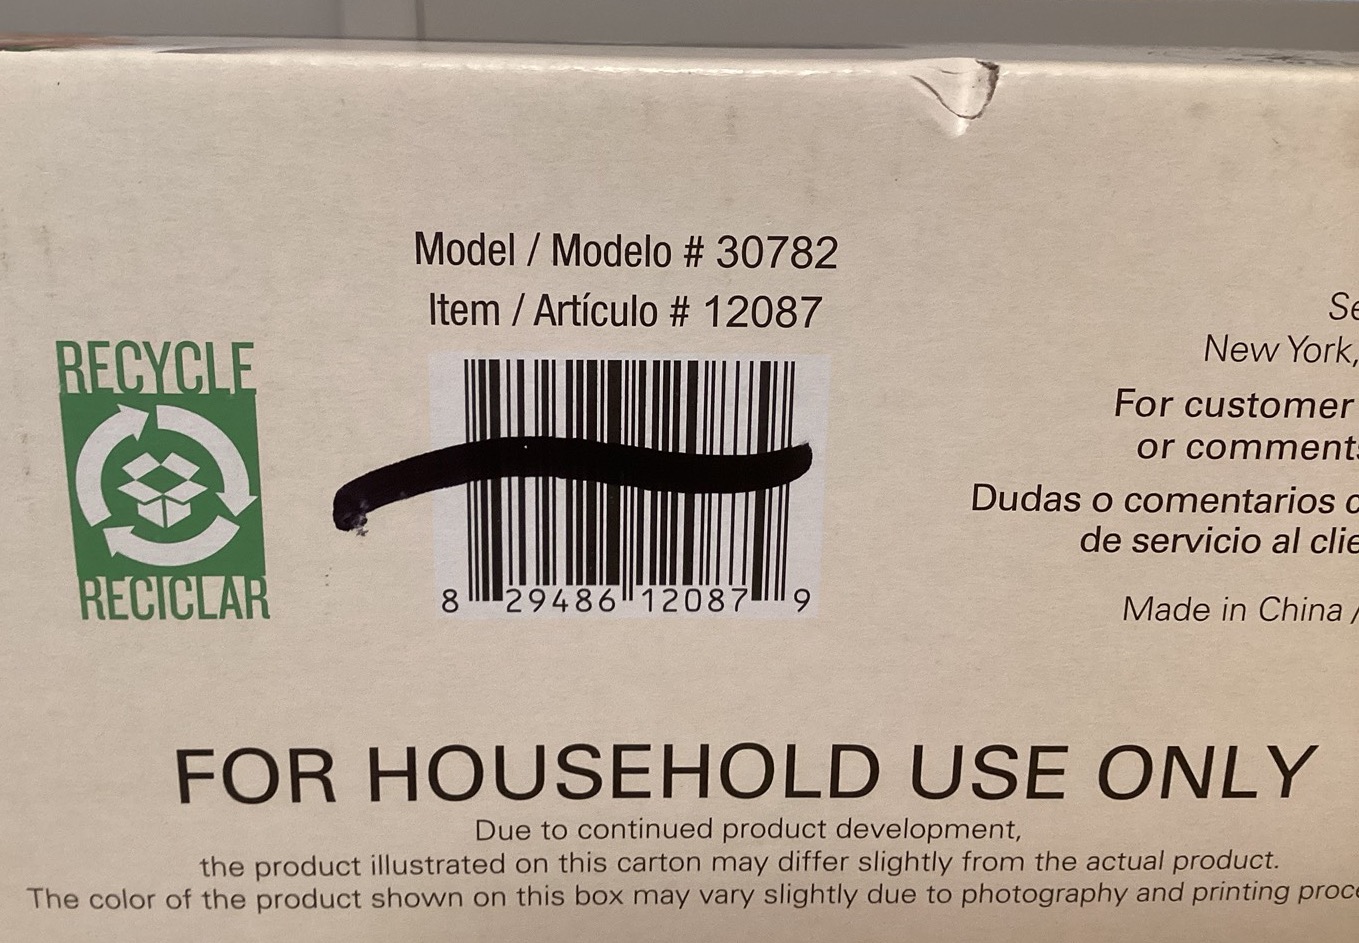 Model / Modelo # 30782
Item / Artículo # 12087
RECYCLE
RECICLAR
8 29486 12087 9
New York,
For customer
or comments
Dudas o comentarios
de servicio al
Made in China /
FOR HOUSEHOLD USE ONLY
Due to continued product development,
the product illustrated on this carton may differ slightly from the actual product.
The color of the product shown on this box may vary slightly due to photography and printing